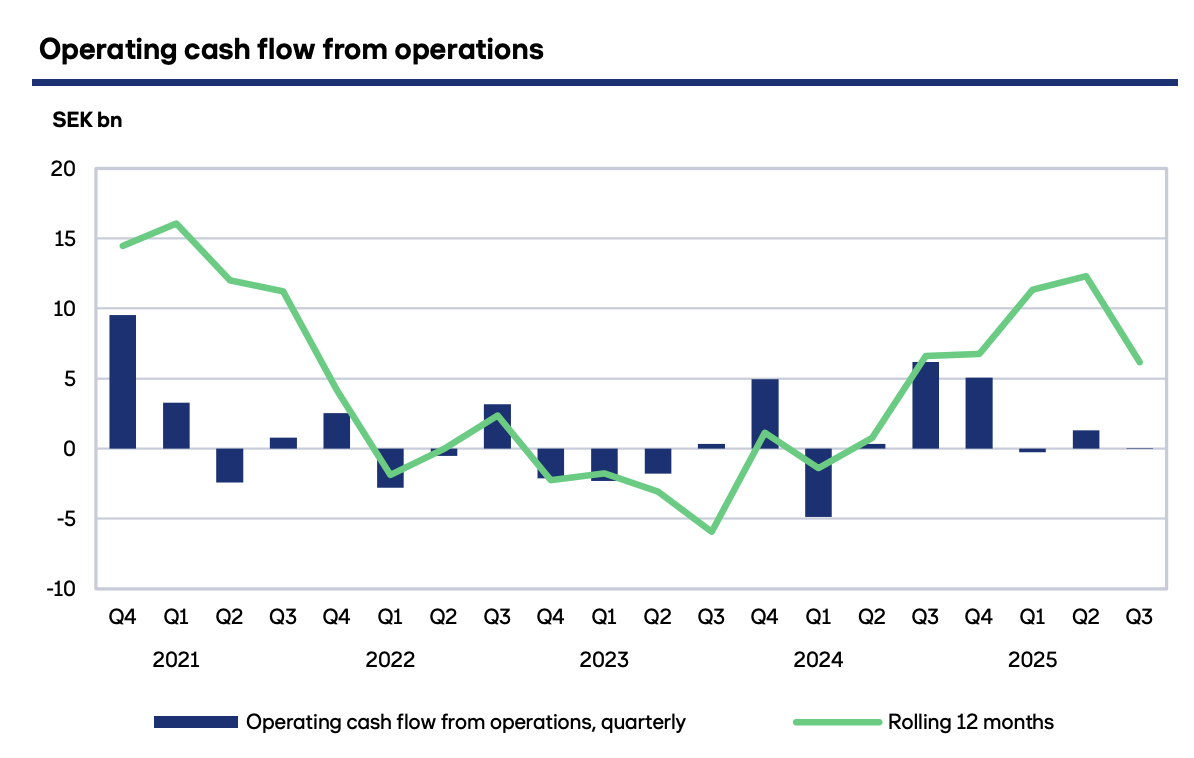 Operating cash flow from operations
SEK bn
20
15
10
5
0
-5
-10
Q4 Q1 Q2 Q3 Q4 Q1 Q2 Q3 Q4 Q1 Q2 Q3 Q4 Q1 Q2 Q3 Q4 Q1 Q2 Q3
2021 2022 2023 2024 2025
Operating cash flow from operations, quarterly Rolling 12 months